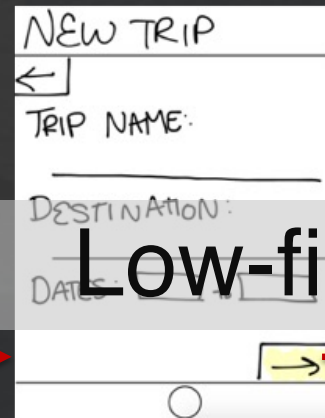 NEW TRIP
TRIP NAME:
DESTINATION:
Low-fi
DATES: